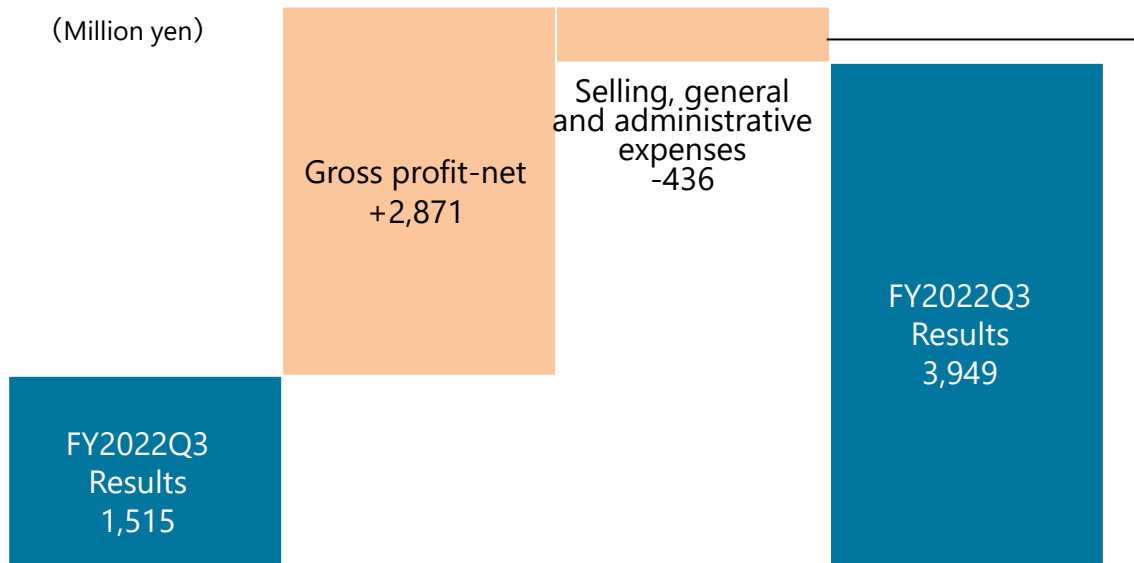 （Million yen）
Gross profit-net
+2,871
Selling, general
and administrative
expenses
-436
FY2022Q3
Results
3,949
FY2022Q3
Results
1,515